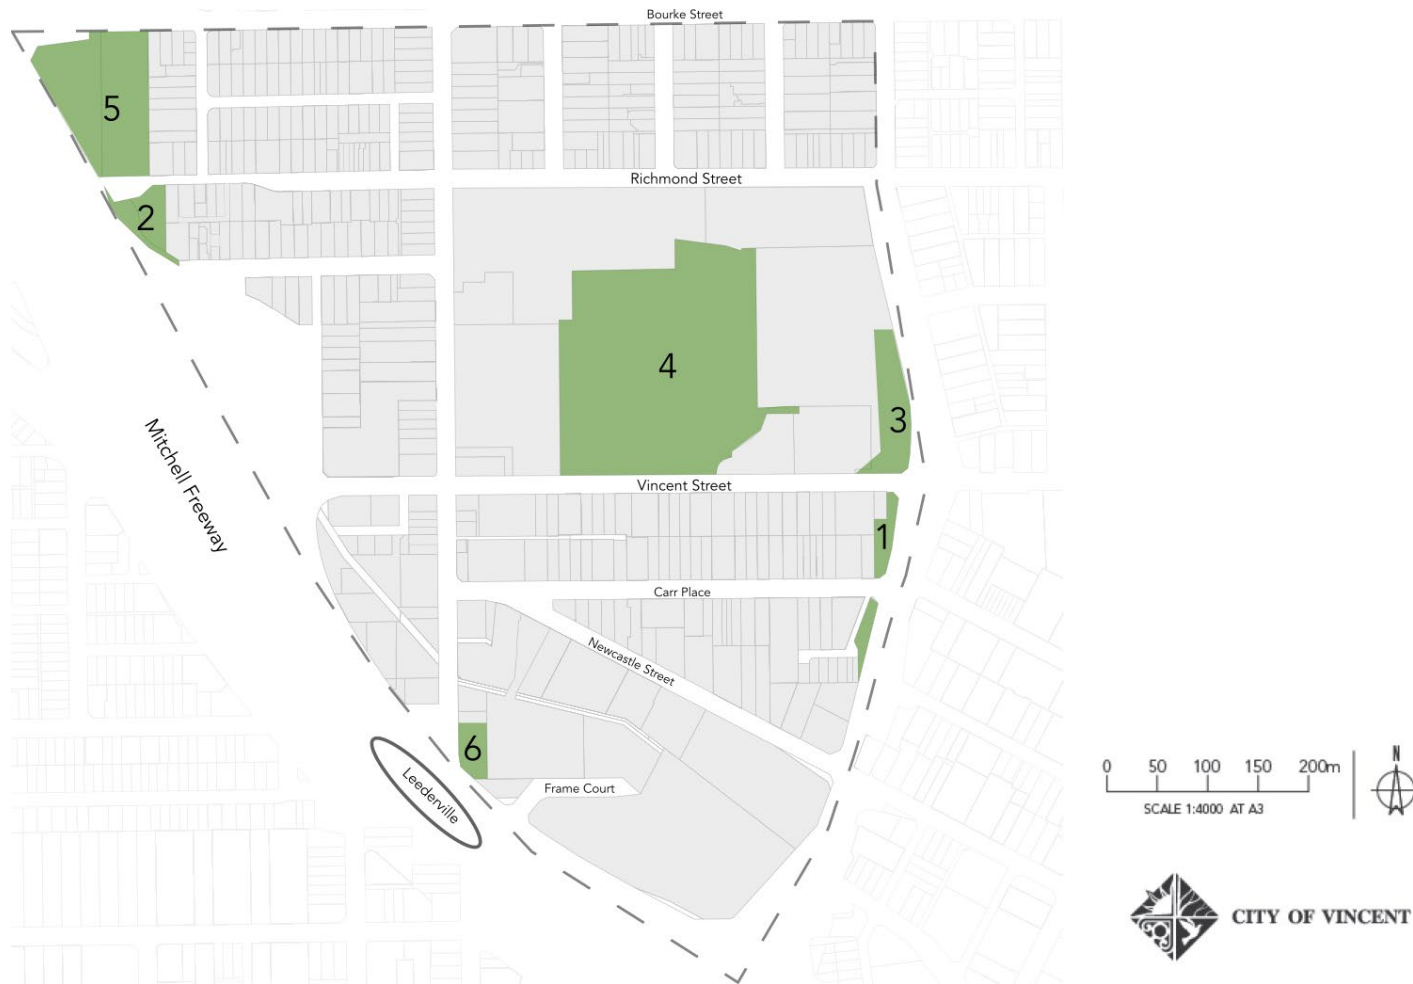 Bourke Street
5
Richmond Street
2
4
3
Mitchell Freeway
Vincent Street
1
Carr Place
Newcastle Street
6
Leederville
Frame Court
N
0 50 100 150 200m
SCALE 1:4000 AT A3
CITY OF VINCENT